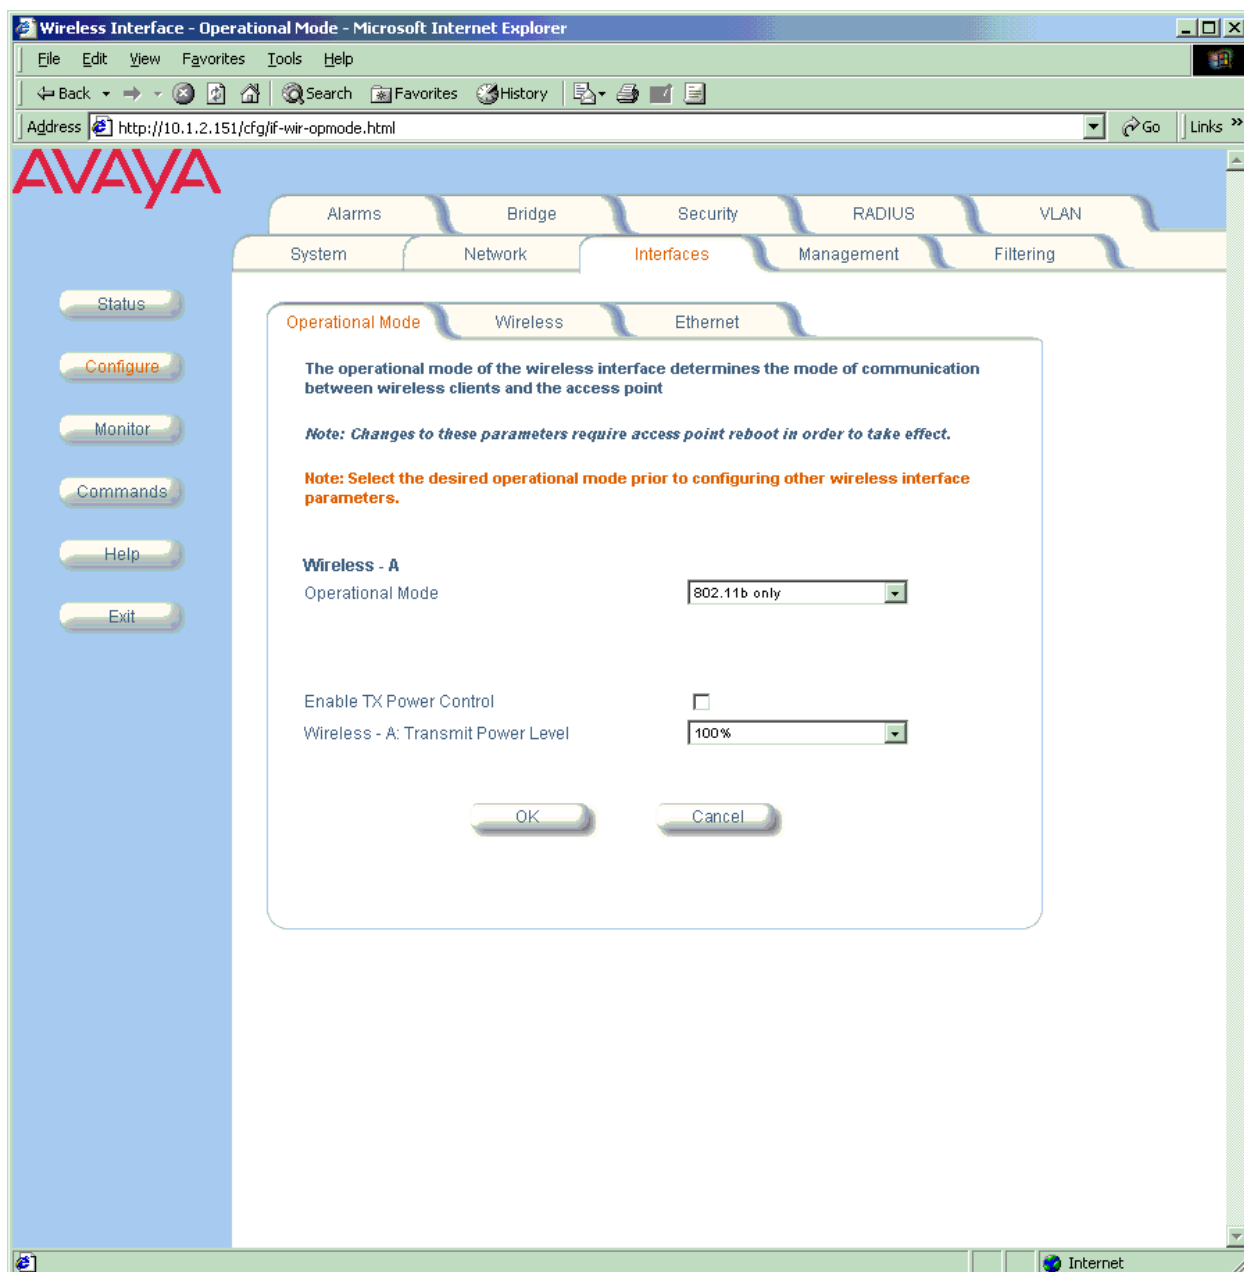 Wireless Interface - Operational Mode - Microsoft Internet Explorer
File Edit View Favorites Tools Help
Back Search Favorites History
Address http://10.1.2.151/cfg/if-wir-opmode.html Go Links »
AVAYA
Alarms Bridge Security RADIUS VLAN
System Network Interfaces Management Filtering
Status
Configure
Monitor
Commands
Help
Exit
Operational Mode Wireless Ethernet
The operational mode of the wireless interface determines the mode of communication
between wireless clients and the access point
Note: Changes to these parameters require access point reboot in order to take effect.
Note: Select the desired operational mode prior to configuring other wireless interface
parameters.
Wireless - A
Operational Mode 802.11b only
Enable TX Power Control
Wireless - A: Transmit Power Level 100%
OK Cancel
Internet